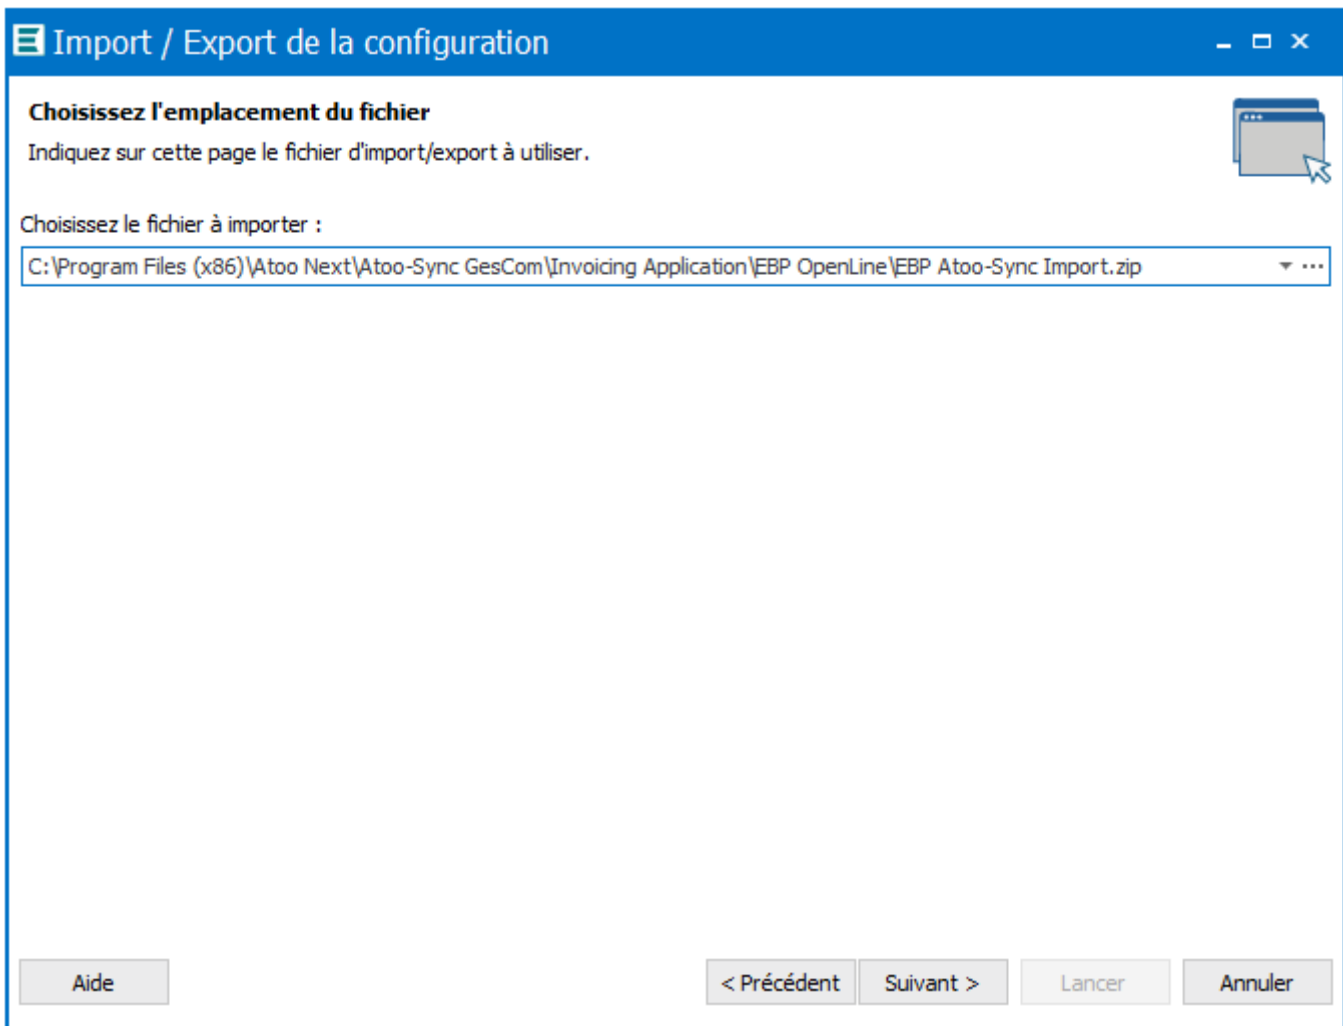 Import / Export de la configuration
Choisissez l'emplacement du fichier
Indiquez sur cette page le fichier d'import/export à utiliser.
Choisissez le fichier à importer :
C:\Program Files (x86)\Atoo Next\Atoo-Sync GesCom\Invoicing Application\EBP OpenLine\EBP Atoo-Sync Import.zip
Aide
< Précédent
Suivant >
Lancer
Annuler